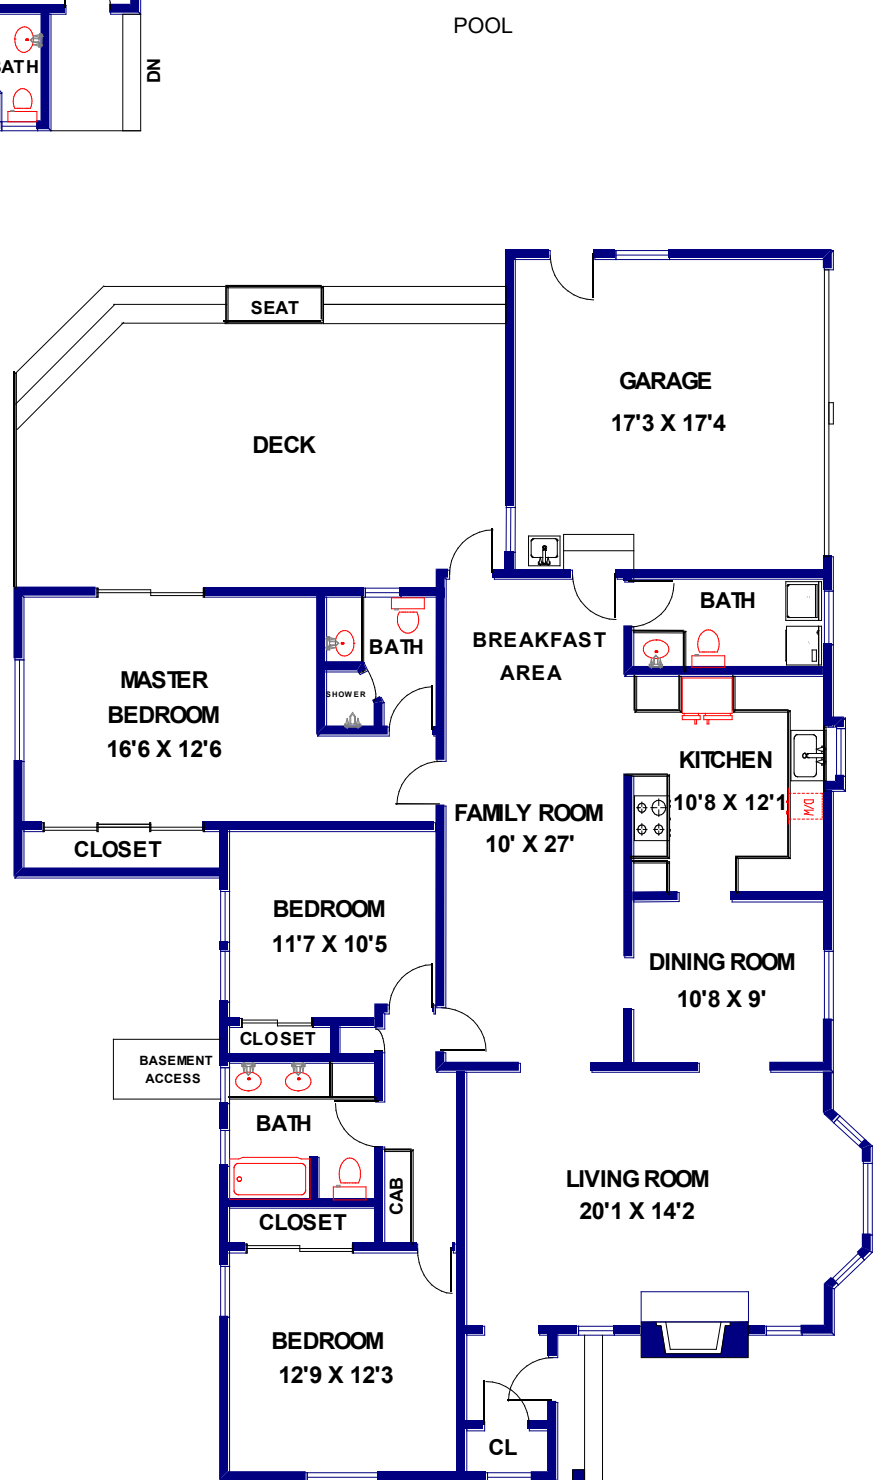 POOL
BATH
DN
SEAT
GARAGE
17'3 X 17'4
DECK
BATH
BREAKFAST
AREA
BATH
SHOWER
MASTER
BEDROOM
16'6 X 12'6
KITCHEN
10'8 X 12'1
D/W
FAMILY ROOM
10' X 27'
CLOSET
BEDROOM
11'7 X 10'5
DINING ROOM
10'8 X 9'
CLOSET
BASEMENT
ACCESS
BATH
LIVING ROOM
20'1 X 14'2
CAB
CLOSET
BEDROOM
12'9 X 12'3
CL